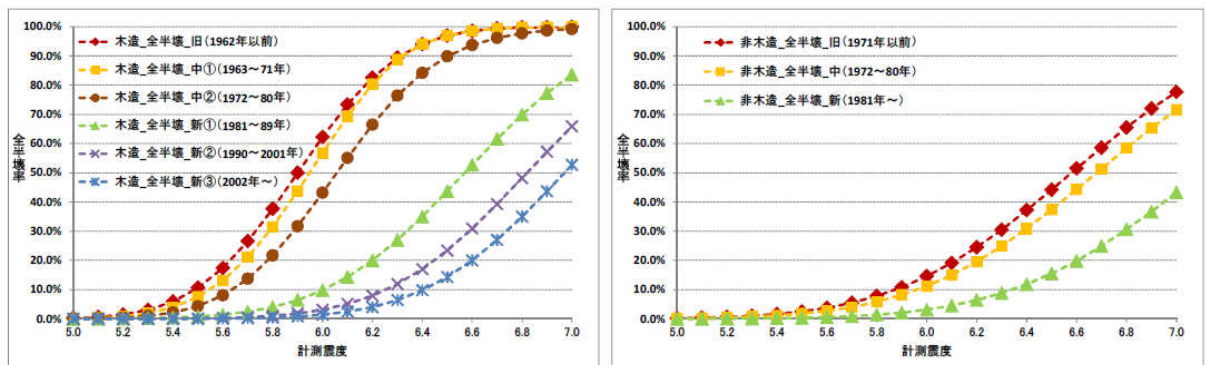 100.0%
90.0%
80.0%
70.0%
60.0%
50.0%
40.0%
30.0%
20.0%
10.0%
0.0%
全半壊率
木造_全半壊_旧(1962年以前)
木造_全半壊_中①(1963～71年)
木造_全半壊_中②(1972～80年)
木造_全半壊_新①(1981～89年)
木造_全半壊_新②(1990～2001年)
木造_全半壊_新③(2002年～)
5.0 5.2 5.4 5.6 5.8 6.0 6.2 6.4 6.6 6.8 7.0
計測震度
100.0%
90.0%
80.0%
70.0%
60.0%
50.0%
40.0%
30.0%
20.0%
10.0%
0.0%
全半壊率
非木造_全半壊_旧(1971年以前)
非木造_全半壊_中(1972～80年)
非木造_全半壊_新(1981年～)
5.0 5.2 5.4 5.6 5.8 6.0 6.2 6.4 6.6 6.8 7.0
計測震度